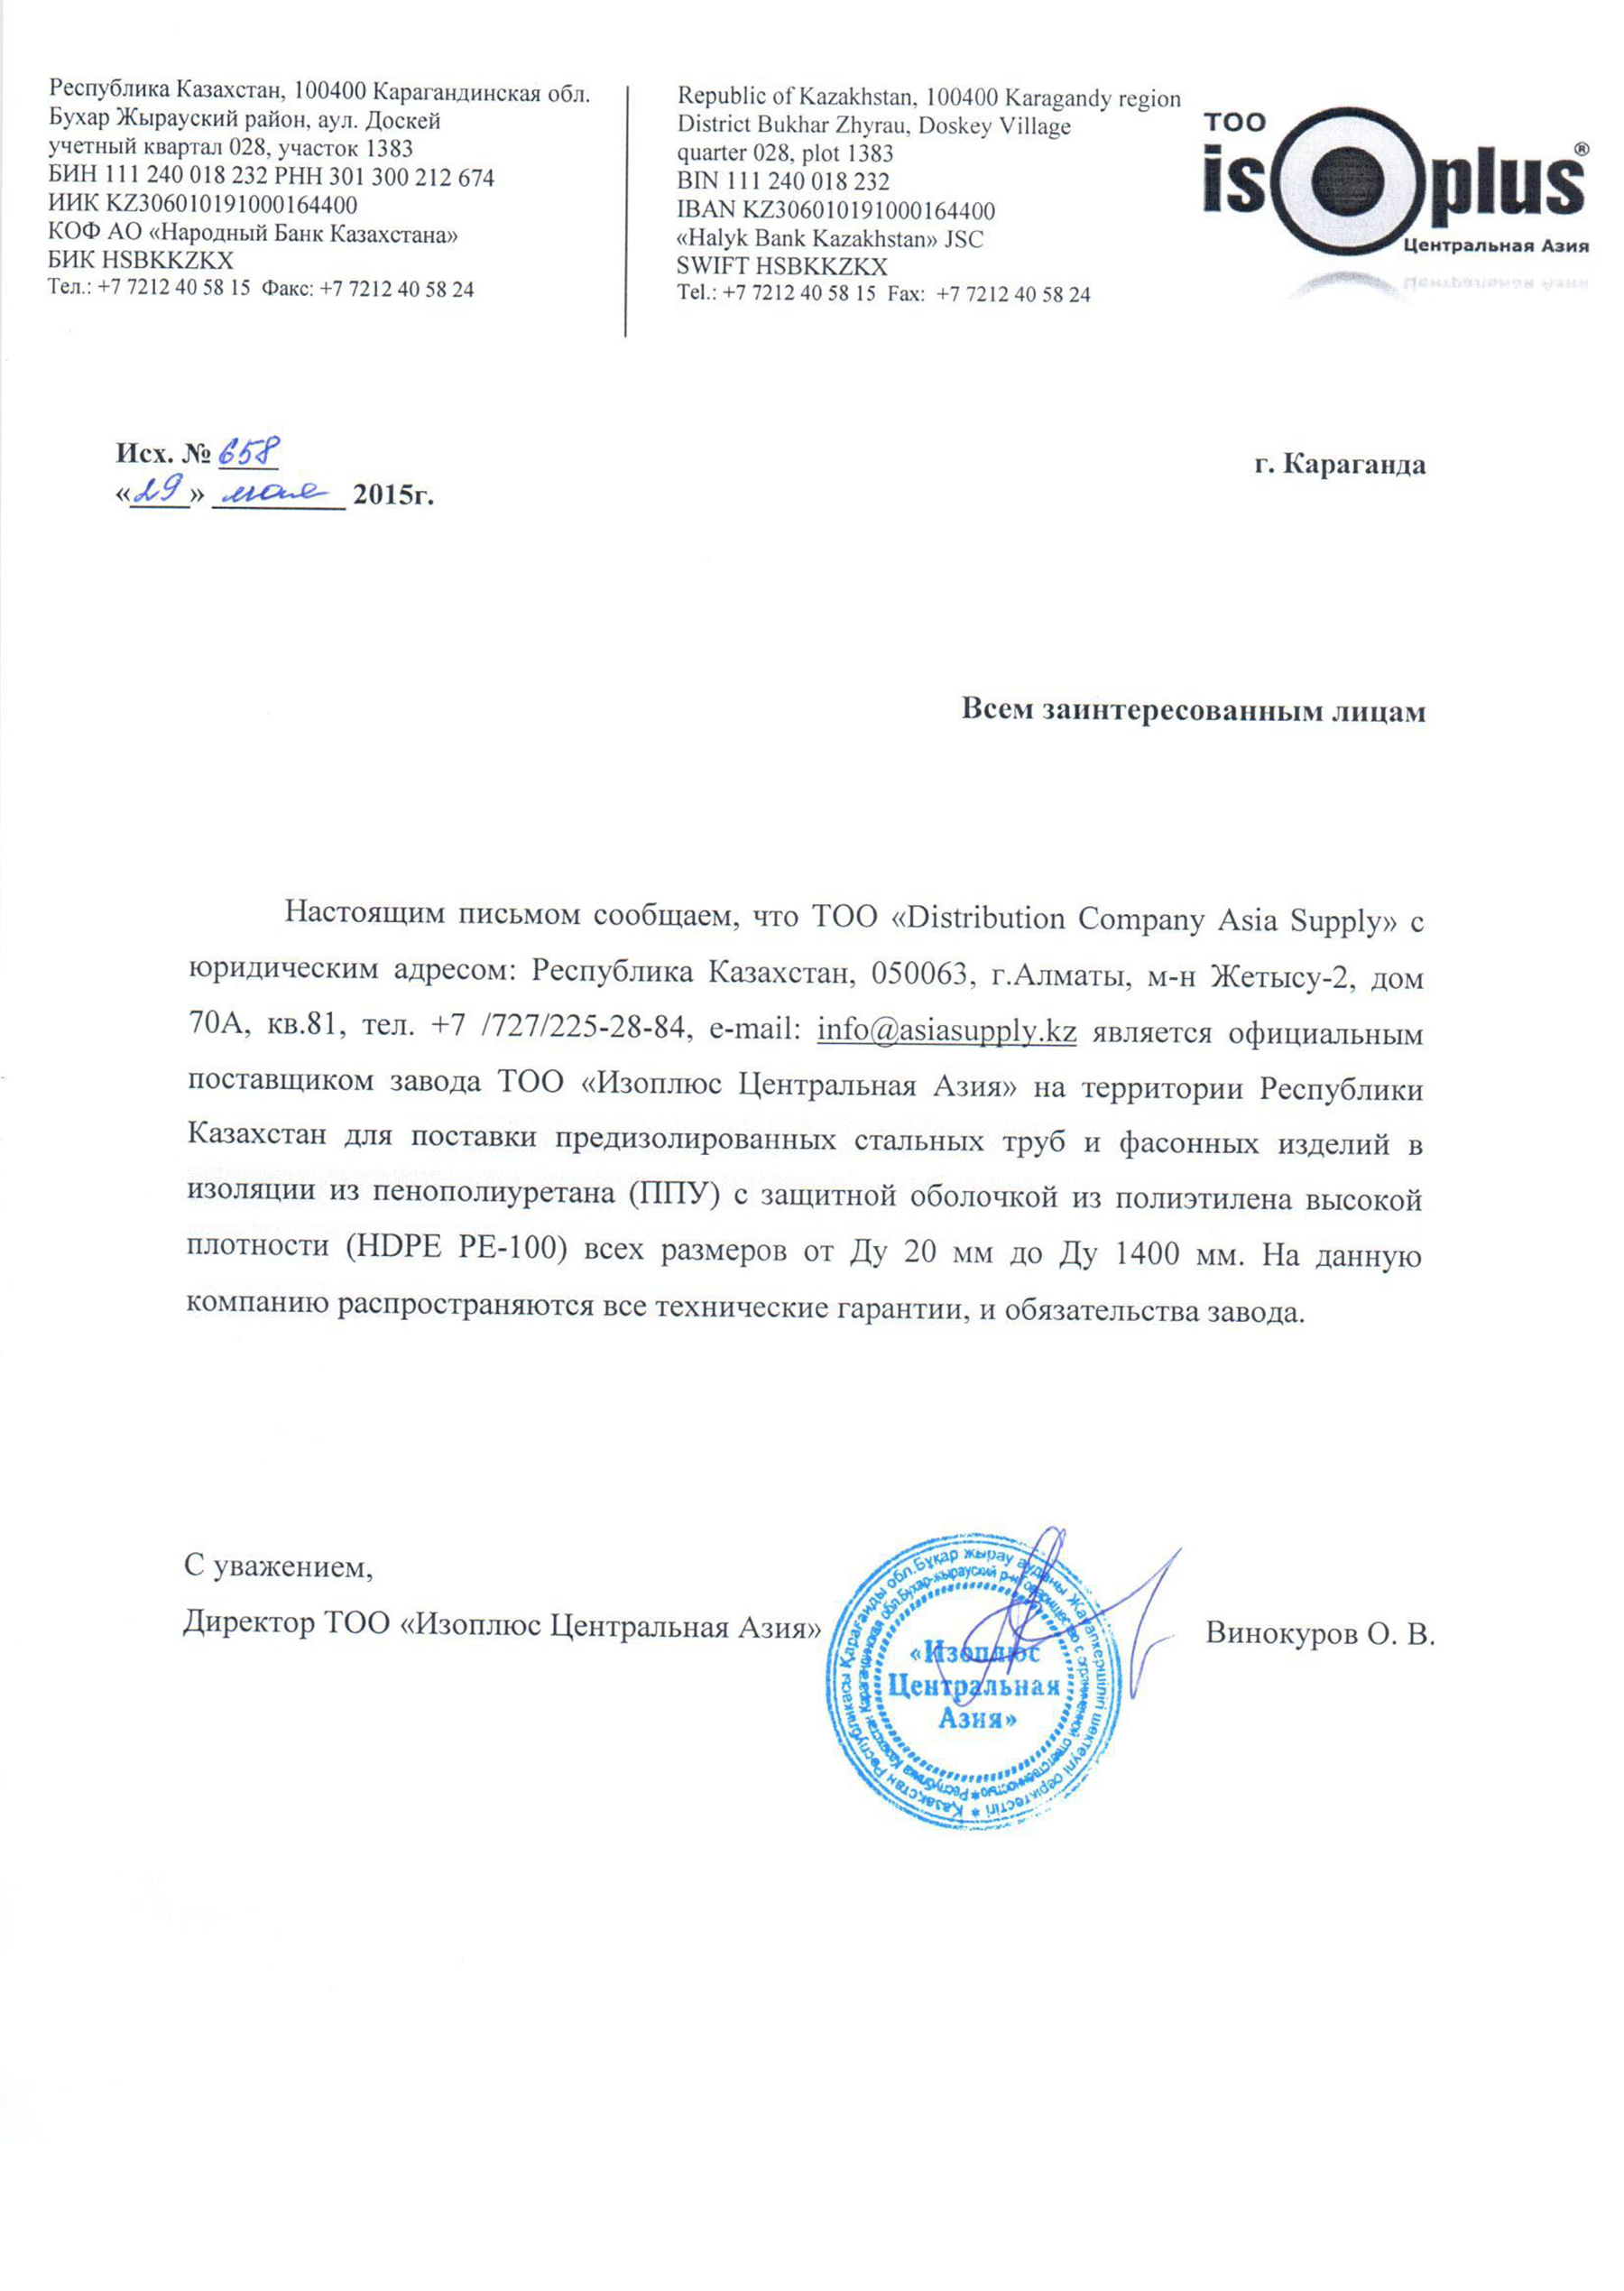 Республика Казахстан, 100400 Карагандинская обл.
Бухар Жырауский район, аул. Доскей
учетный квартал 028, участок 1383
БИН 111 240 018 232 РНН 301 300 212 674
ИИК KZ306010191000164400
КОФ АО «Народный Банк Казахстана»
БИК HSBKKZKX
Тел.: +7 7212 40 58 15 Факс: +7 7212 40 58 24
Republic of Kazakhstan, 100400 Karagandy region
District Bukhar Zhyrau, Doskey Village
quarter 028, plot 1383
BIN 111 240 018 232
IBAN KZ306010191000164400
«Halyk Bank Kazakhstan» JSC
SWIFT HSBKKZKX
Tel.: +7 7212 40 58 15 Fax: +7 7212 40 58 24
ТОО
isoplus®
Центральная Азия
Исх. № 658
«29» мая 2015г.
г. Караганда
Всем заинтересованным лицам
Настоящим письмом сообщаем, что ТОО «Distribution Company Asia Supply» с
юридическим адресом: Республика Казахстан, 050063, г.Алматы, м-н Жетысу-2, дом
70А, кв.81, тел. +7 /727/225-28-84, e-mail: info@asiasupply.kz является официальным
поставщиком завода ТОО «Изоплюс Центральная Азия» на территории Республики
Казахстан для поставки предизолированных стальных труб и фасонных изделий в
изоляции из пенополиуретана (ППУ) с защитной оболочкой из полиэтилена высокой
плотности (HDPE PE-100) всех размеров от Ду 20 мм до Ду 1400 мм. На данную
компанию распространяются все технические гарантии, и обязательства завода.
С уважением,
Директор ТОО «Изоплюс Центральная Азия»
Винокуров О. В.
Қазақстан Республикасы Қарағанды обл.Бұқар жырау ауданы Жауапкершілігі шектеулі серіктестігі *
Республика Казахстан Карагандинская обл.Бухар-жырауский р-н Товарищество с ограниченной ответственностью *
«Изоплюс
Центральная
Азия»